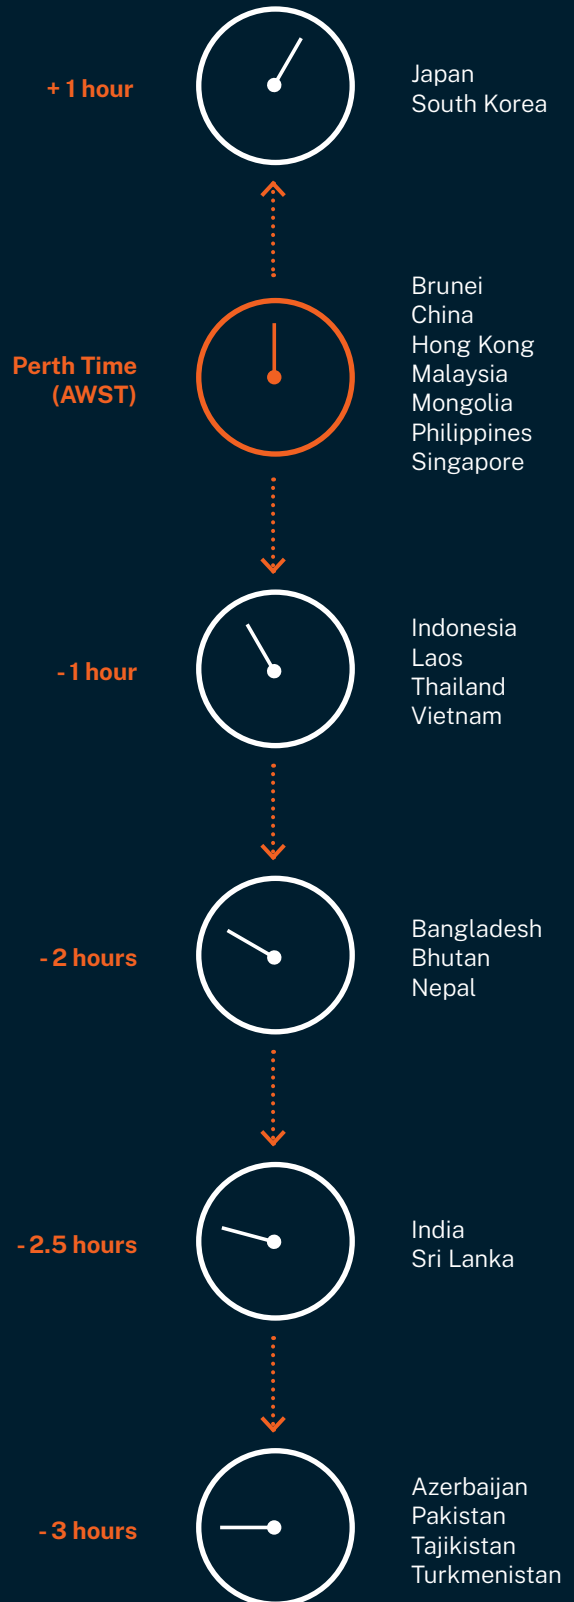 + 1 hour
Japan
South Korea
Perth Time
(AWST)
Brunei
China
Hong Kong
Malaysia
Mongolia
Philippines
Singapore
- 1 hour
Indonesia
Laos
Thailand
Vietnam
- 2 hours
Bangladesh
Bhutan
Nepal
- 2.5 hours
India
Sri Lanka
- 3 hours
Azerbaijan
Pakistan
Tajikistan
Turkmenistan